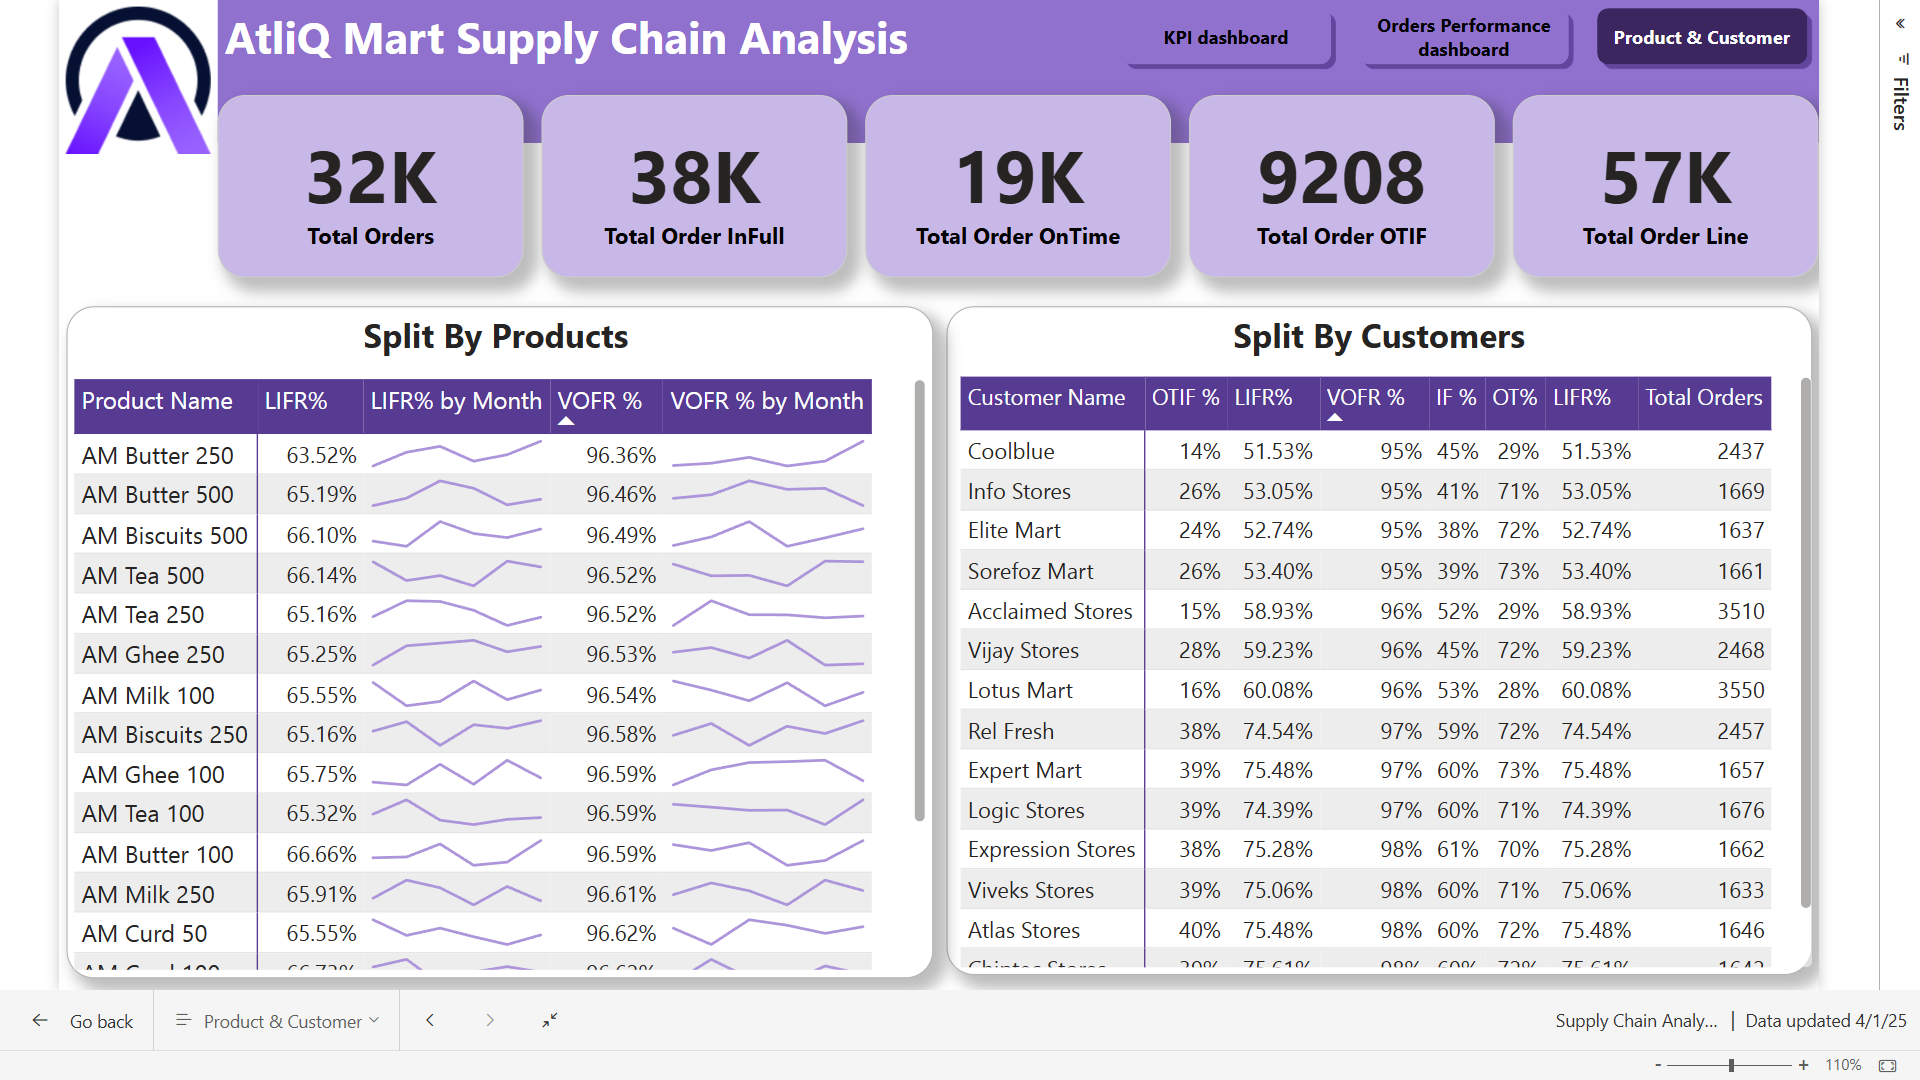 AtliQ Mart Supply Chain Analysis
KPI dashboard
Orders Performance
dashboard
Product & Customer
«
Filters
32K
Total Orders
38K
Total Order InFull
19K
Total Order OnTime
9208
Total Order OTIF
57K
Total Order Line
Split By Products
Product Name LIFR% LIFR% by Month VOFR % VOFR % by Month
AM Butter 250 63.52% 96.36%
AM Butter 500 65.19% 96.46%
AM Biscuits 500 66.10% 96.49%
AM Tea 500 66.14% 96.52%
AM Tea 250 65.16% 96.52%
AM Ghee 250 65.25% 96.53%
AM Milk 100 65.55% 96.54%
AM Biscuits 250 65.16% 96.58%
AM Ghee 100 65.75% 96.59%
AM Tea 100 65.32% 96.59%
AM Butter 100 66.66% 96.59%
AM Milk 250 65.91% 96.61%
AM Curd 50 65.55% 96.62%
Split By Customers
Customer Name OTIF % LIFR% VOFR % IF % OT% LIFR% Total Orders
Coolblue 14% 51.53% 95% 45% 29% 51.53% 2437
Info Stores 26% 53.05% 95% 41% 71% 53.05% 1669
Elite Mart 24% 52.74% 95% 38% 72% 52.74% 1637
Sorefoz Mart 26% 53.40% 95% 39% 73% 53.40% 1661
Acclaimed Stores 15% 58.93% 96% 52% 29% 58.93% 3510
Vijay Stores 28% 59.23% 96% 45% 72% 59.23% 2468
Lotus Mart 16% 60.08% 96% 53% 28% 60.08% 3550
Rel Fresh 38% 74.54% 97% 59% 72% 74.54% 2457
Expert Mart 39% 75.48% 97% 60% 73% 75.48% 1657
Logic Stores 39% 74.39% 97% 60% 71% 74.39% 1676
Expression Stores 38% 75.28% 98% 61% 70% 75.28% 1662
Viveks Stores 39% 75.06% 98% 60% 71% 75.06% 1633
Atlas Stores 40% 75.48% 98% 60% 72% 75.48% 1646
Go back
Product & Customer
Supply Chain Analy... | Data updated 4/1/25
- + 110%